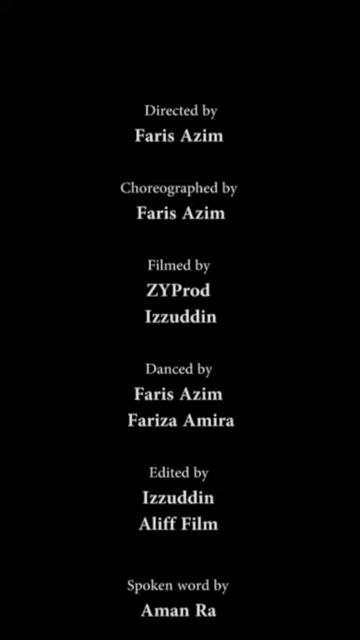 Directed by
Faris Azim
Choreographed by
Faris Azim
Filmed by
ZYProd
Izzuddin
Danced by
Faris Azim
Fariza Amira
Edited by
Izzuddin
Aliff Film
Spoken word by
Aman Ra